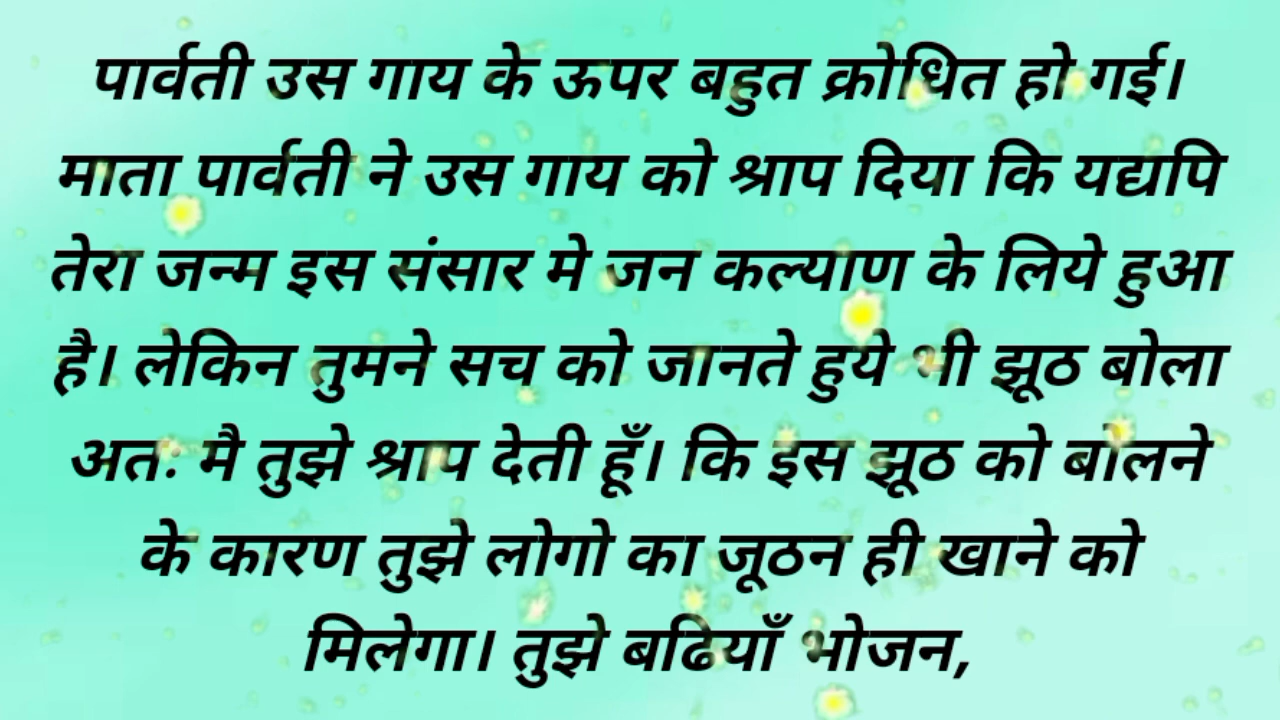 पार्वती उस गाय के ऊपर बहुत क्रोधित हो गई।
माता पार्वती ने उस गाय को श्राप दिया कि यद्यपि
तेरा जन्म इस संसार मे जन कल्याण के लिये हुआ
है। लेकिन तुमने सच को जानते हुये भी झूठ बोला
अतः मै तुझे श्राप देती हूँ। कि इस झूठ को बोलने
के कारण तुझे लोगो का जूठन ही खाने को
मिलेगा। तुझे बढियाँ भोजन,